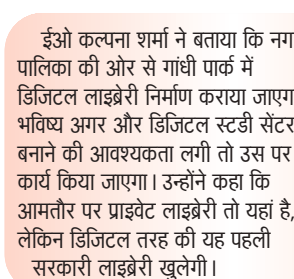 ईओ कल्पना शर्मा ने बताया कि नग
पालिका की ओर से गांधी पार्क में
डिजिटल लाइब्रेरी निर्माण कराया जाएग
भविष्य अगर और डिजिटल स्टडी सेंटर
बनाने की आवश्यकता लगी तो उस पर
कार्य किया जाएगा। उन्होंने कहा कि
आमतौर पर प्राइवेट लाइब्रेरी तो यहां है,
लेकिन डिजिटल तरह की यह पहली
सरकारी लाइब्रेरी खुलेगी।